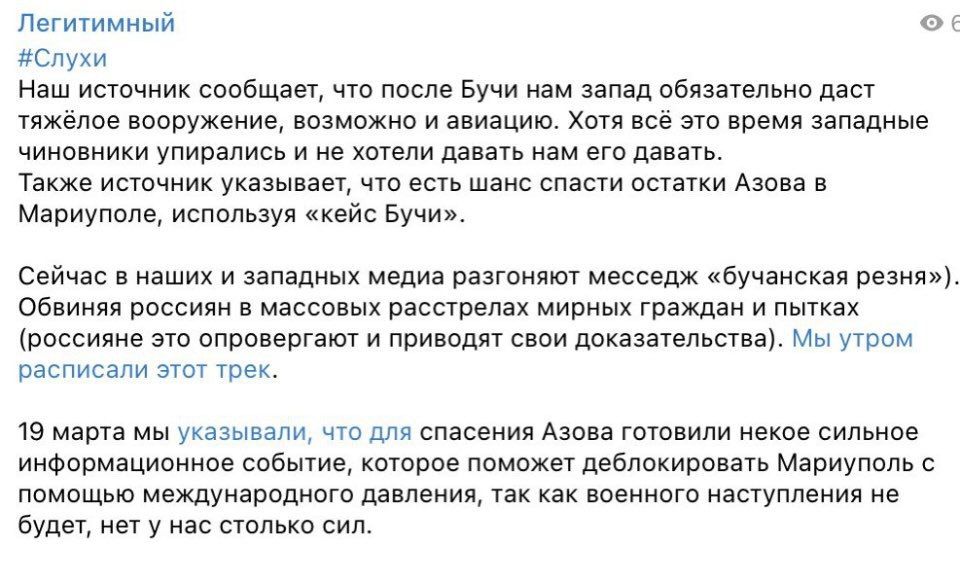 Легитимный 6
#Слухи
Наш источник сообщает, что после Бучи нам запад обязательно даст
тяжёлое вооружение, возможно и авиацию. Хотя всё это время западные
чиновники упирались и не хотели давать нам его давать.
Также источник указывает, что есть шанс спасти остатки Азова в
Мариуполе, используя «кейс Бучи».
Сейчас в наших и западных медиа разгоняют месседж «бучанская резня»).
Обвиняя россиян в массовых расстрелах мирных граждан и пытках
(россияне это опровергают и приводят свои доказательства). Мы утром
расписали этот трек.
19 марта мы указывали, что для спасения Азова готовили некое сильное
информационное событие, которое поможет деблокировать Мариуполь с
помощью международного давления, так как военного наступления не
будет, нет у нас столько сил.